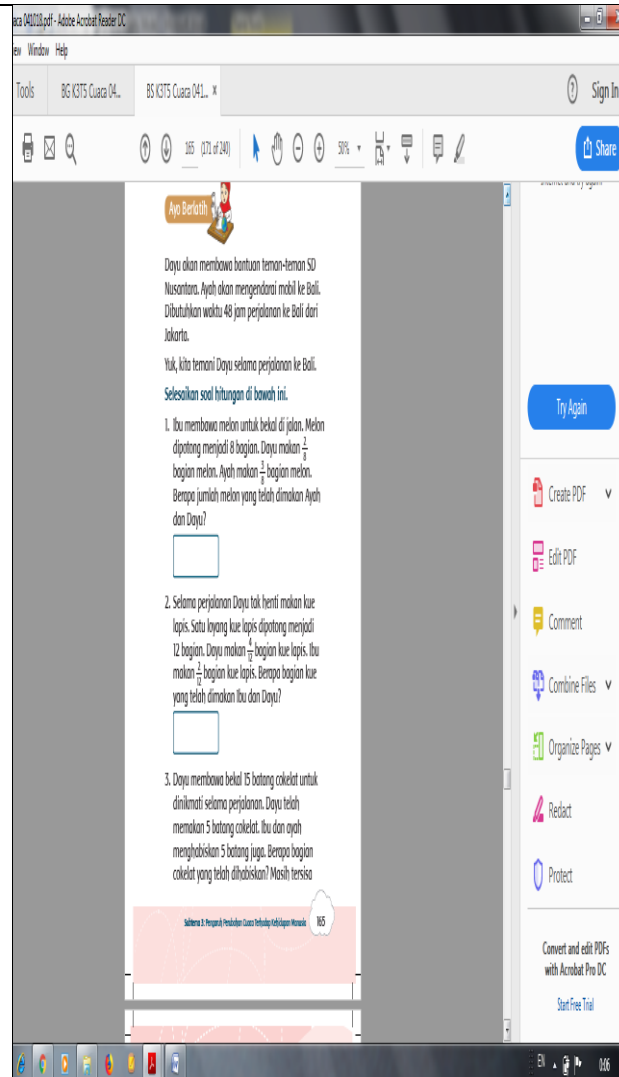 aca 041018.pdf - Adobe Acrobat Reader DC
ew Window Help
Tools BG K3T5 Cuaca 04... BS K3T5 Cuaca 041... x ? Sign In
165 (171 of 240) 50% Share
Try Again
Create PDF
Edit PDF
Comment
Combine Files
Organize Pages
Redact
Protect
Convert and edit PDFs
with Acrobat Pro DC
Start Free Trial
Ayo Berlatih
Dayu akan membawa bantuan teman-teman SD
Nusantara. Ayah akan mengendarai mobil ke Bali.
Dibutuhkan waktu 48 jam perjalanan ke Bali dari
Jakarta.
Yuk, kita temani Dayu selama perjalanan ke Bali.
Selesaikan soal hitungan di bawah ini.
1. Ibu membawa melon untuk bekal di jalan. Melon
dipotong menjadi 8 bagian. Dayu makan 2/8
bagian melon. Ayah makan 3/8 bagian melon.
Berapa jumlah melon yang telah dimakan Ayah
dan Dayu?
2. Selama perjalanan Dayu tak henti makan kue
lapis. Satu loyang kue lapis dipotong menjadi
12 bagian. Dayu makan 4/12 bagian kue lapis. Ibu
makan 2/12 bagian kue lapis. Berapa bagian kue
yang telah dimakan Ibu dan Dayu?
3. Dayu membawa bekal 15 batang cokelat untuk
dinikmati selama perjalanan. Dayu telah
memakan 5 batang cokelat. Ibu dan ayah
menghabiskan 5 batang juga. Berapa bagian
cokelat yang telah dihabiskan? Masih tersisa
Subtema 3: Pengaruh Perubahan Cuaca Terhadap Kehidupan Manusia 165
EN 0:06